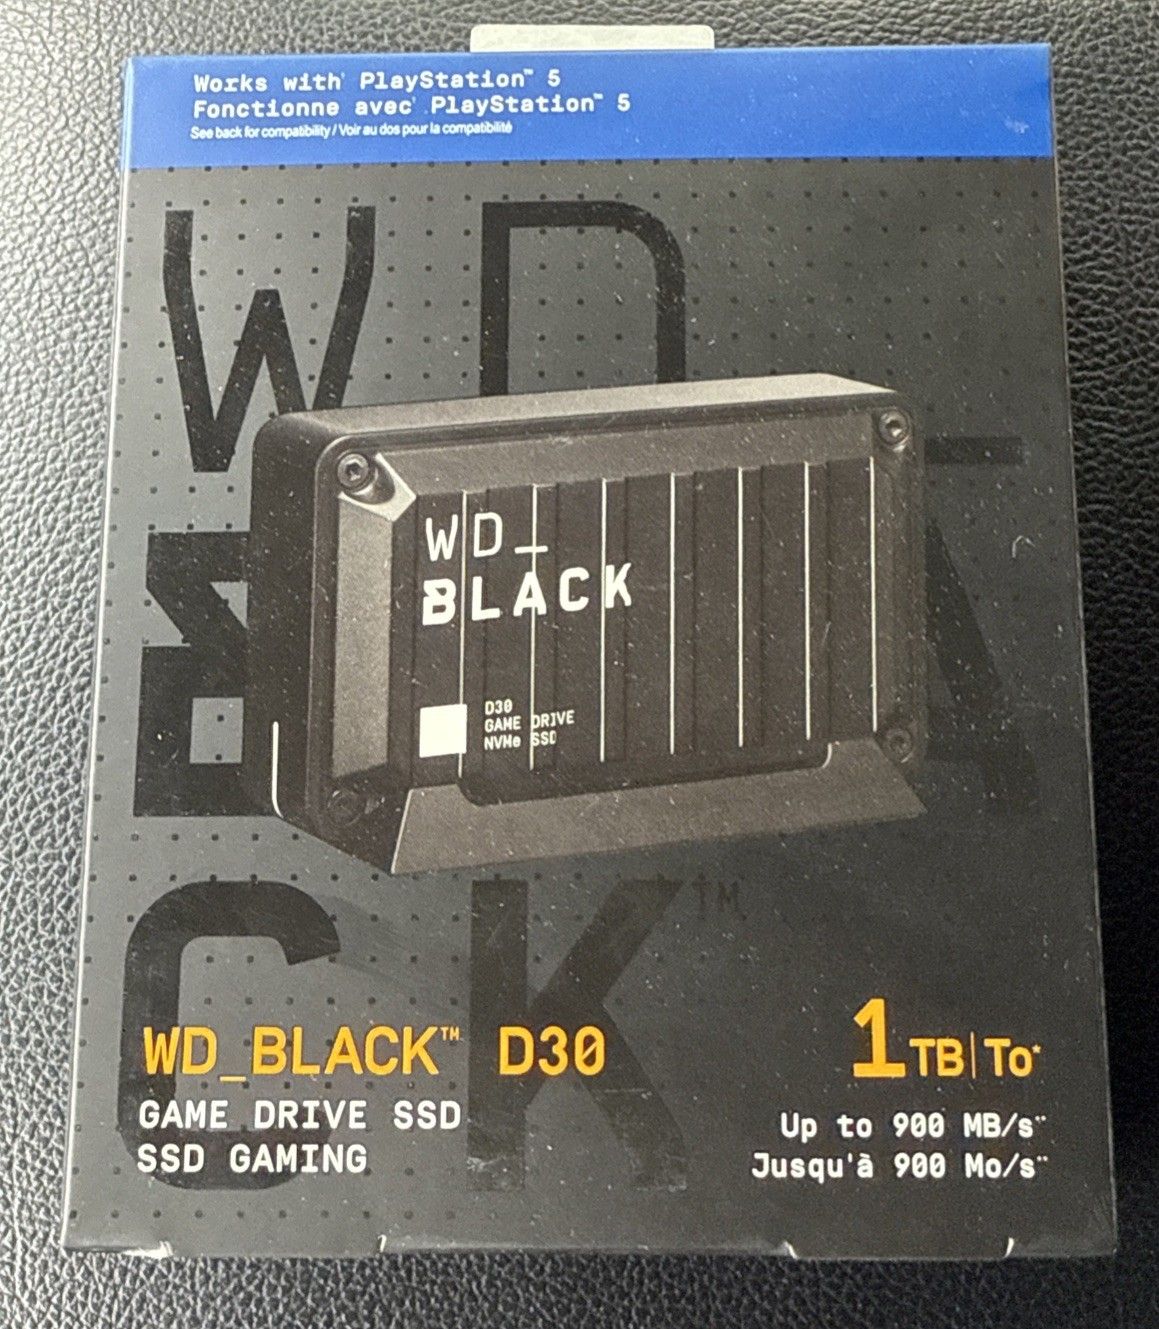 Works with† PlayStation™ 5
Fonctionne avec† PlayStation™ 5
See back for compatibility / Voir au dos pour la compatibilité
WD_
BLACK™
WD_
BLACK
D30
GAME DRIVE
NVMe SSD
WD_BLACK™ D30
GAME DRIVE SSD
SSD GAMING
1TB|To*
Up to 900 MB/s**
Jusqu'à 900 Mo/s**